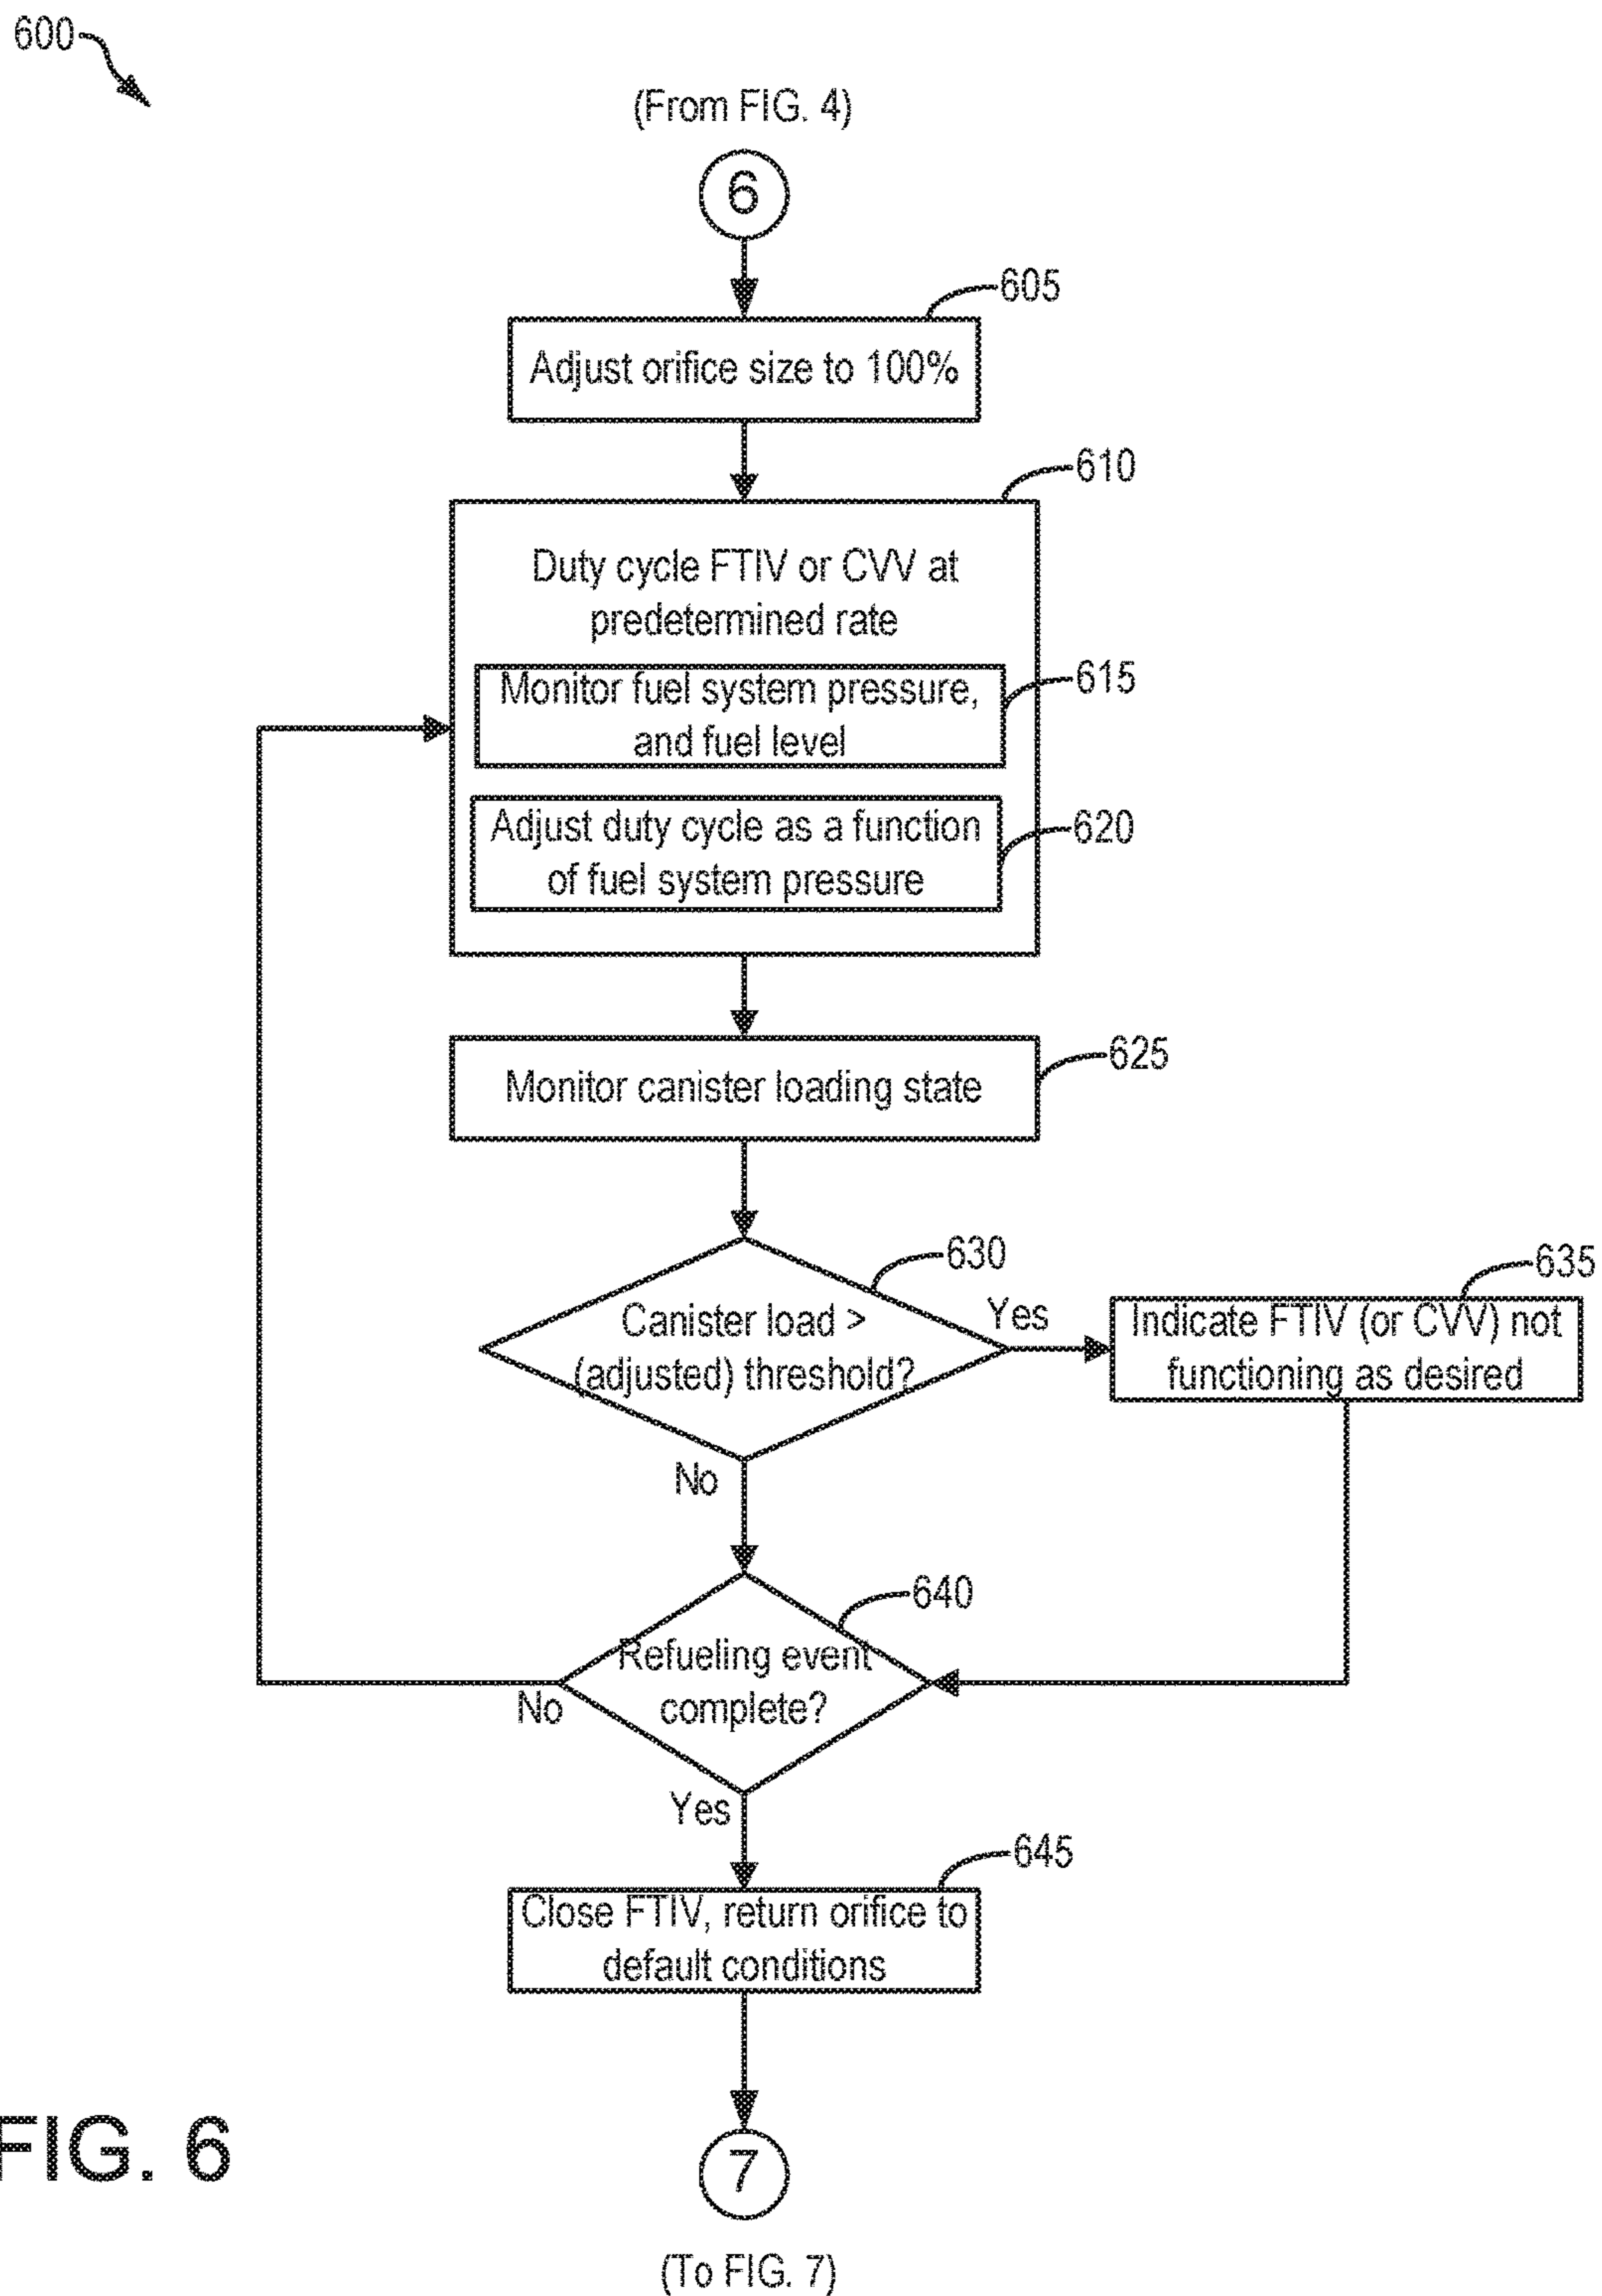 600
(From FIG. 4)
6
605
Adjust orifice size to 100%
610
Duty cycle FTIV or CVV at
predetermined rate
615
Monitor fuel system pressure,
and fuel level
620
Adjust duty cycle as a function
of fuel system pressure
625
Monitor canister loading state
630
Canister load >
(adjusted) threshold?
Yes
635
Indicate FTIV (or CVV) not
functioning as desired
No
640
Refueling event
complete?
No
Yes
645
Close FTIV, return orifice to
default conditions
7
(To FIG. 7)
FIG. 6